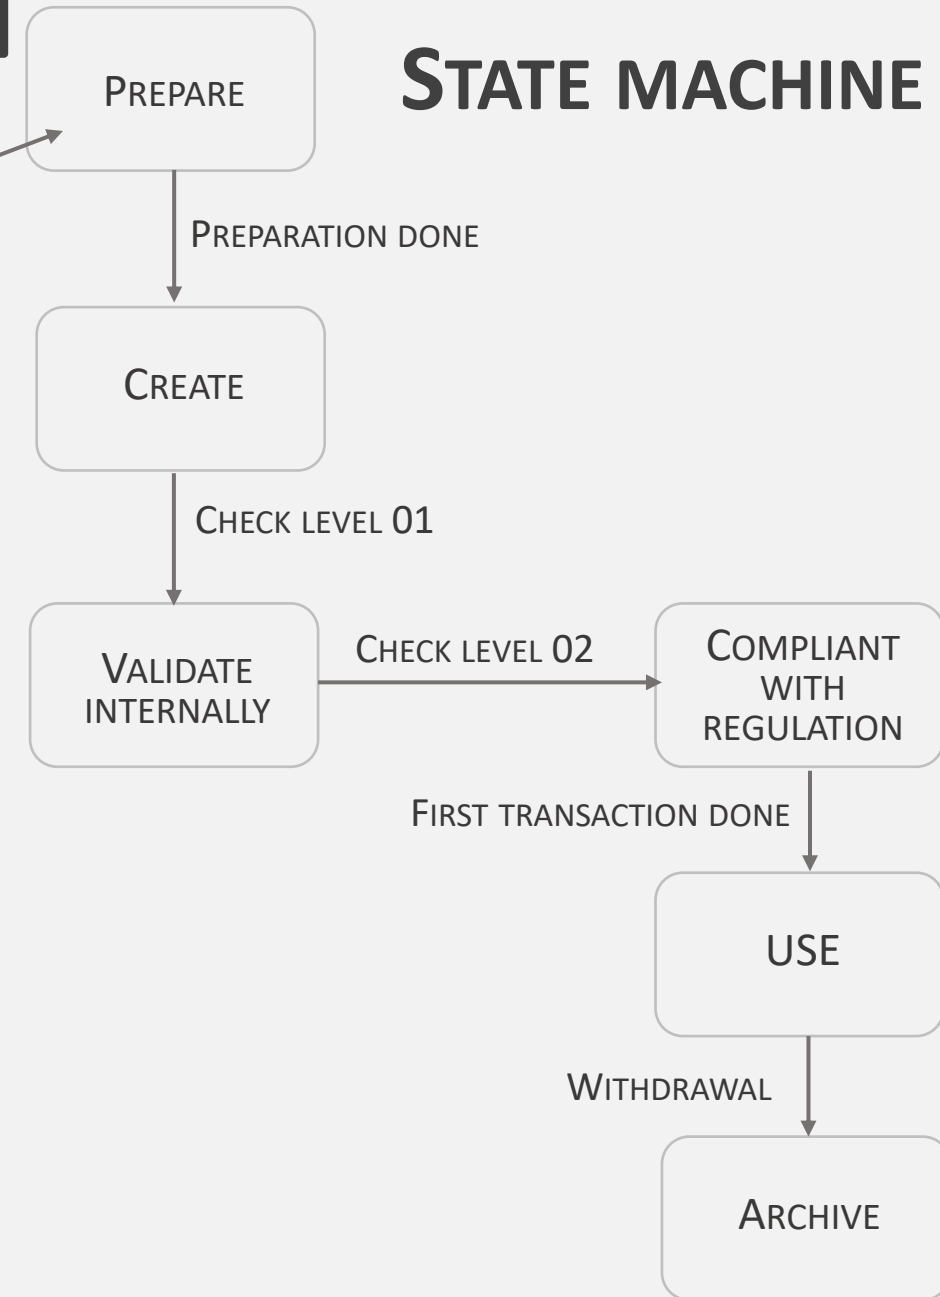 STATE MACHINE
PREPARE
PREPARATION DONE
CREATE
CHECK LEVEL 01
VALIDATE
INTERNALLY
CHECK LEVEL 02
COMPLIANT
WITH
REGULATION
FIRST TRANSACTION DONE
USE
WITHDRAWAL
ARCHIVE